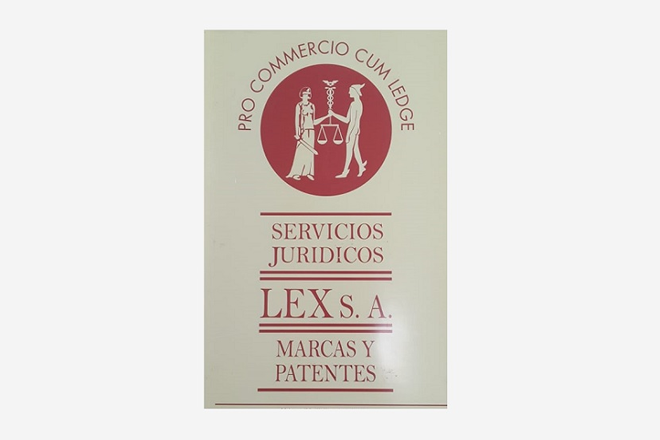 PRO COMMERCIO CUM LEDGE
SERVICIOS
JURIDICOS
LEX S. A.
MARCAS Y
PATENTES